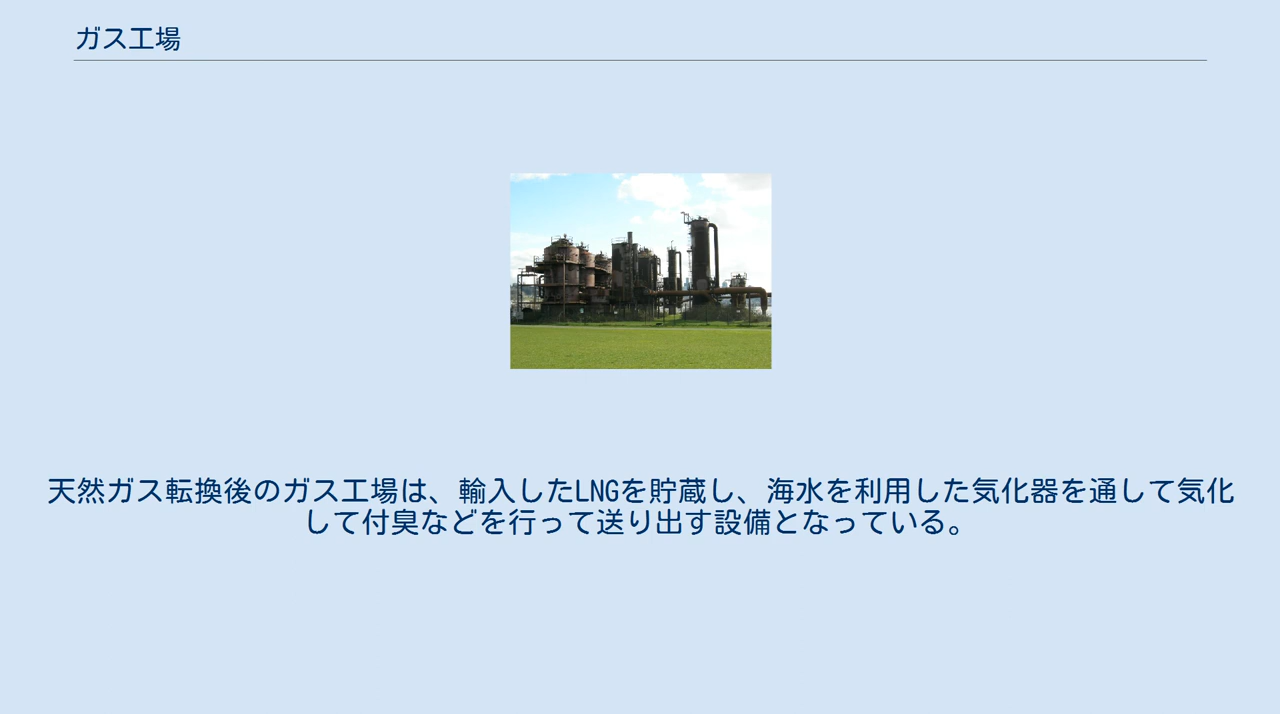 ガス工場
天然ガス転換後のガス工場は、輸入したLNGを貯蔵し、海水を利用した気化器を通して気化
して付臭などを行って送り出す設備となっている。